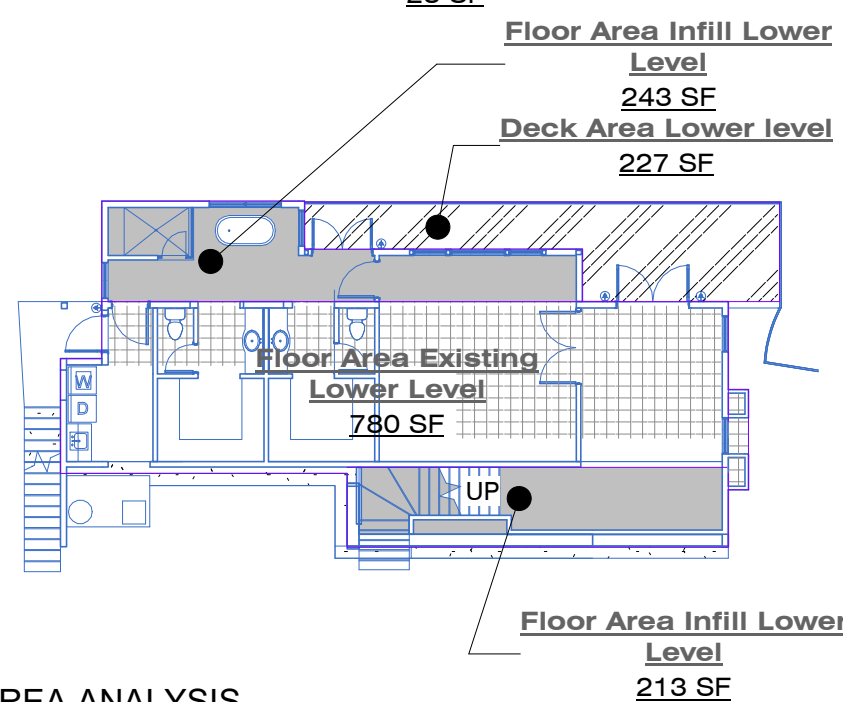 Floor Area Infill Lower
Level
243 SF
Deck Area Lower level
227 SF
Floor Area Existing
Lower Level
780 SF
W
D
UP
Floor Area Infill Lower
Level
213 SF